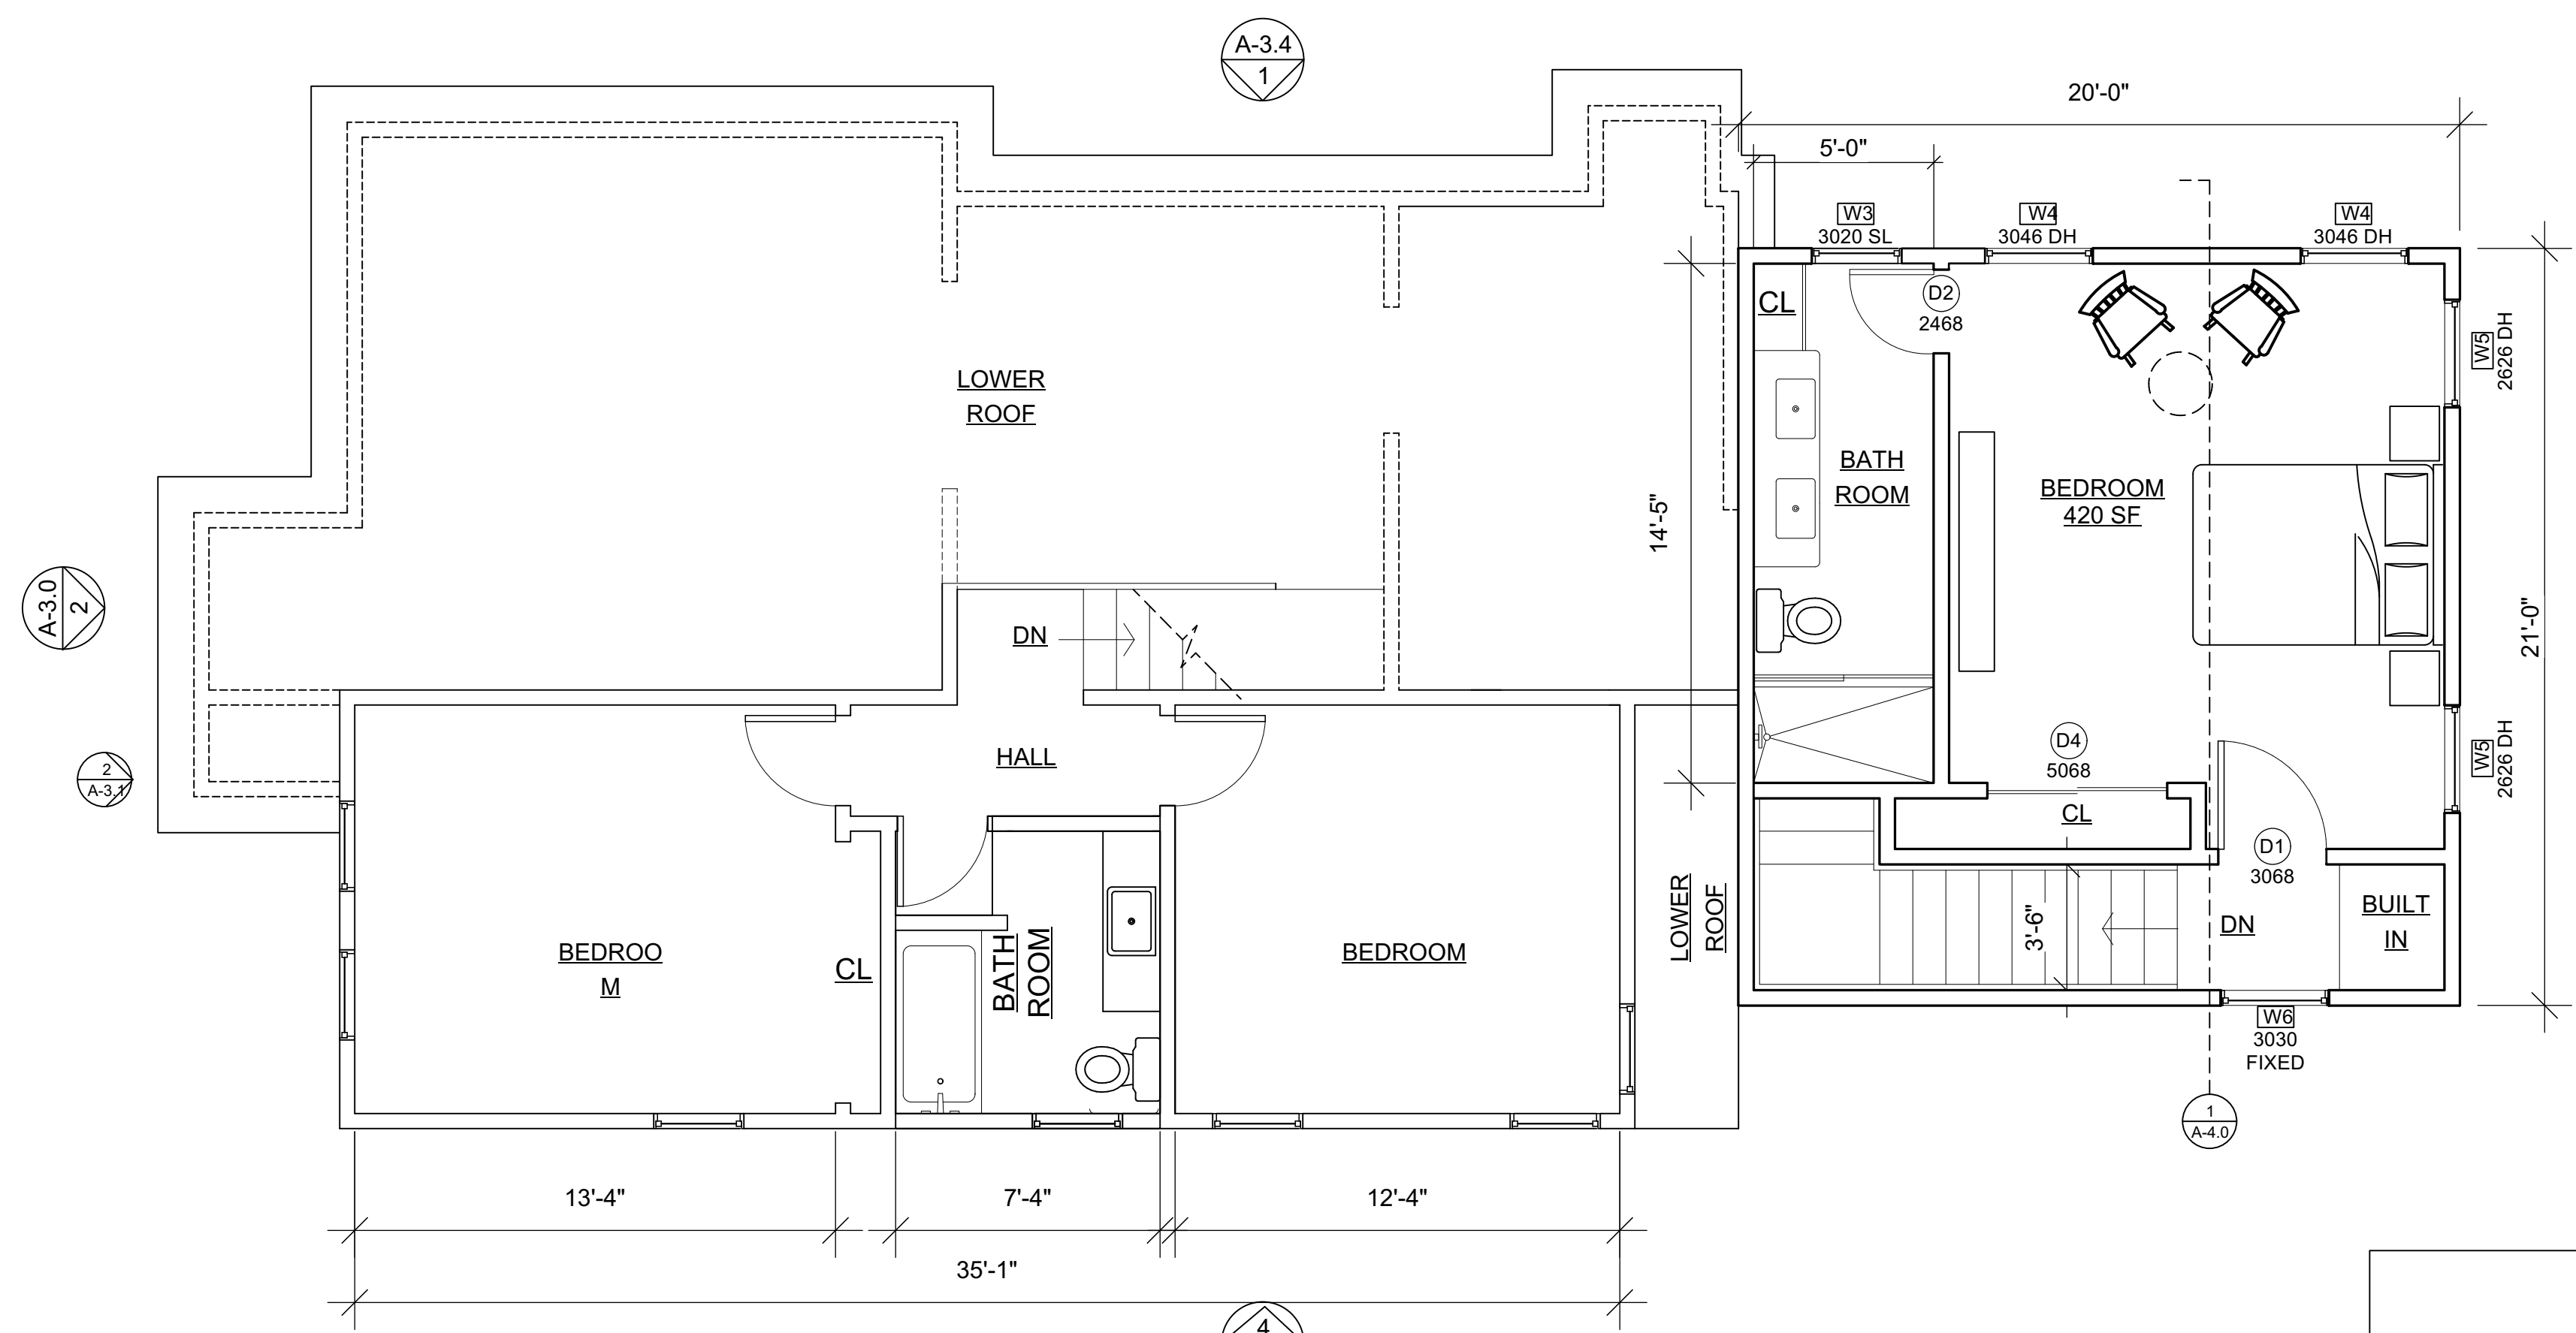 A-3.4
1
20'-0"
5'-0"
W3
3020 SL
W4
3046 DH
W4
3046 DH
CL
D2
2468
W5
2626 DH
LOWER
ROOF
BATH
ROOM
BEDROOM
420 SF
14'-5"
A-3.0
2
DN
21'-0"
2
A-3.1
HALL
D4
5068
W5
2626 DH
CL
D1
3068
LOWER
ROOF
3'-6"
DN
BUILT
IN
BEDROO
M
CL
BATH
ROOM
BEDROOM
W6
3030
FIXED
1
A-4.0
13'-4"
7'-4"
12'-4"
35'-1"
4